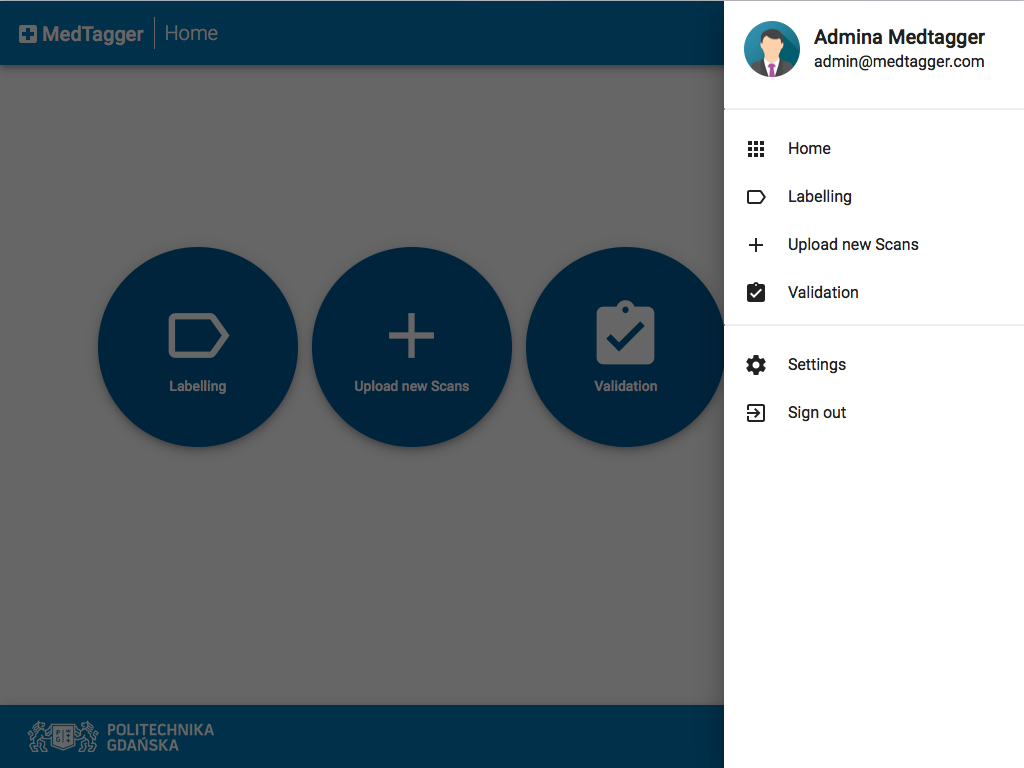 MedTagger Home
Labelling
Upload new Scans
Validation
POLITECHNIKA
GDAŃSKA
Admina Medtagger
admin@medtagger.com
Home
Labelling
Upload new Scans
Validation
Settings
Sign out